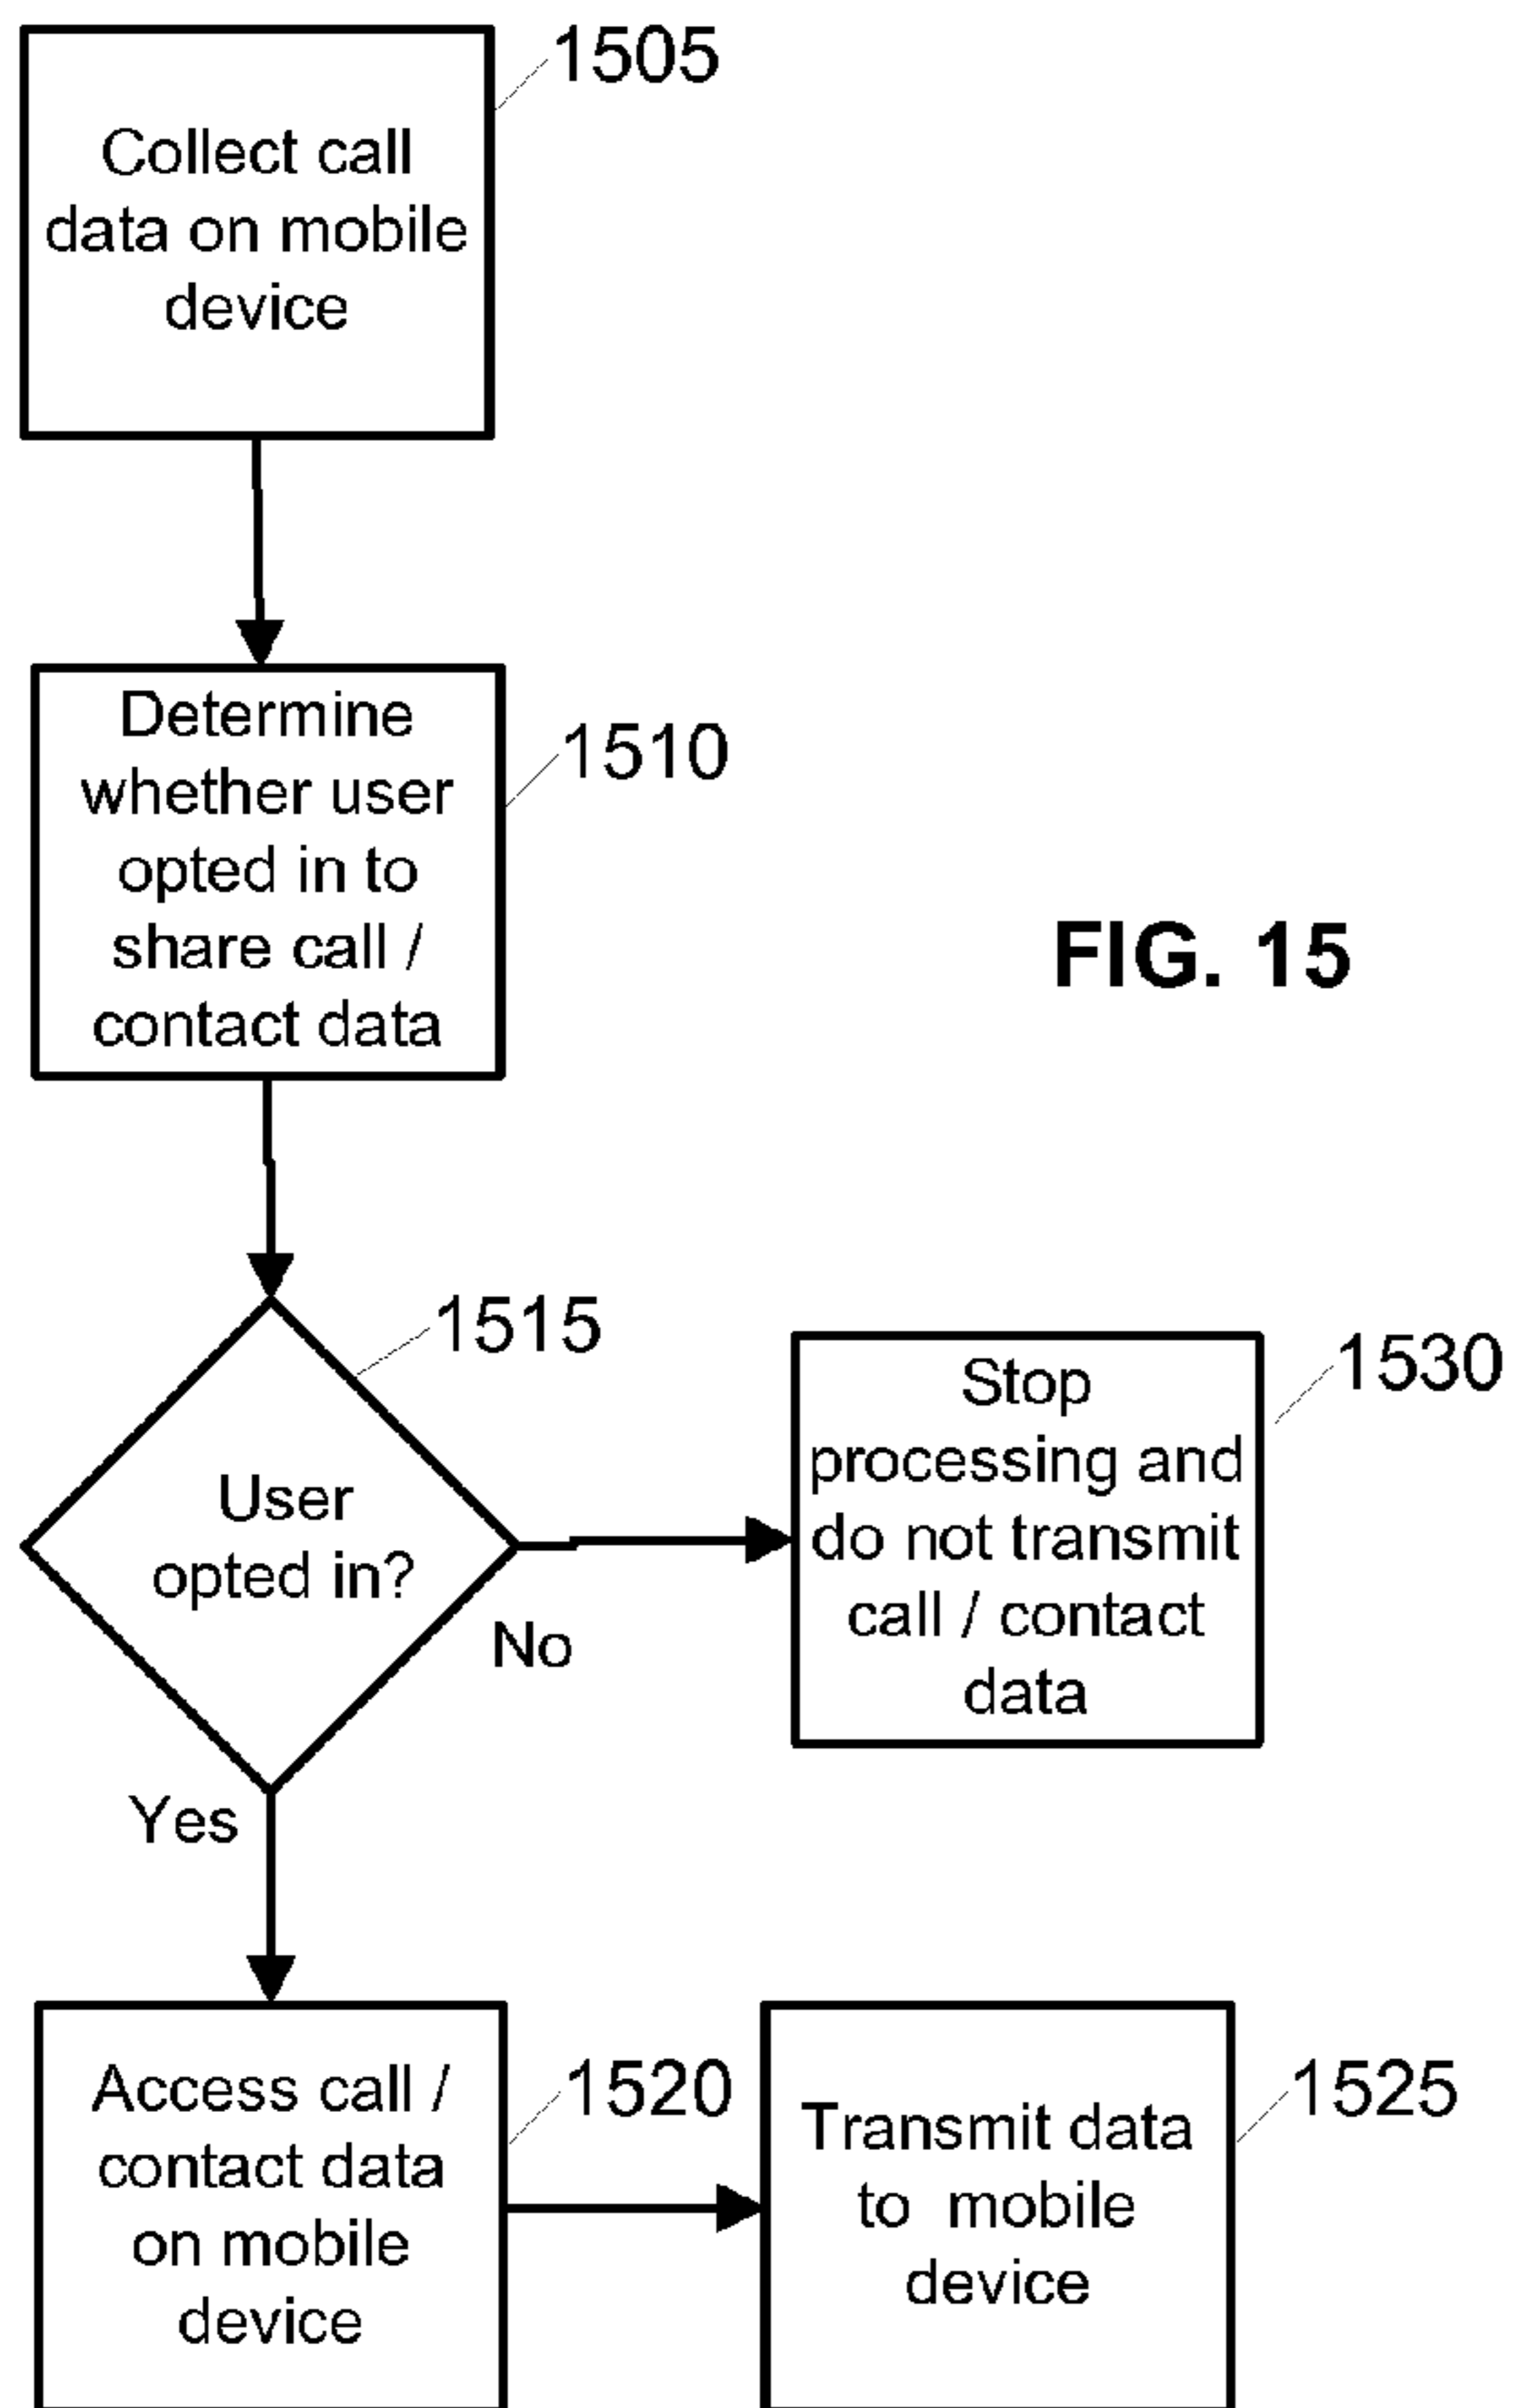 1505
Collect call
data on mobile
device
Determine
whether user
opted in to
share call /
contact data
1510
FIG. 15
1515
User
opted in?
No
Yes
Stop
processing and
do not transmit
call / contact
data
1530
Access call /
contact data
on mobile
device
1520
Transmit data
to mobile
device
1525